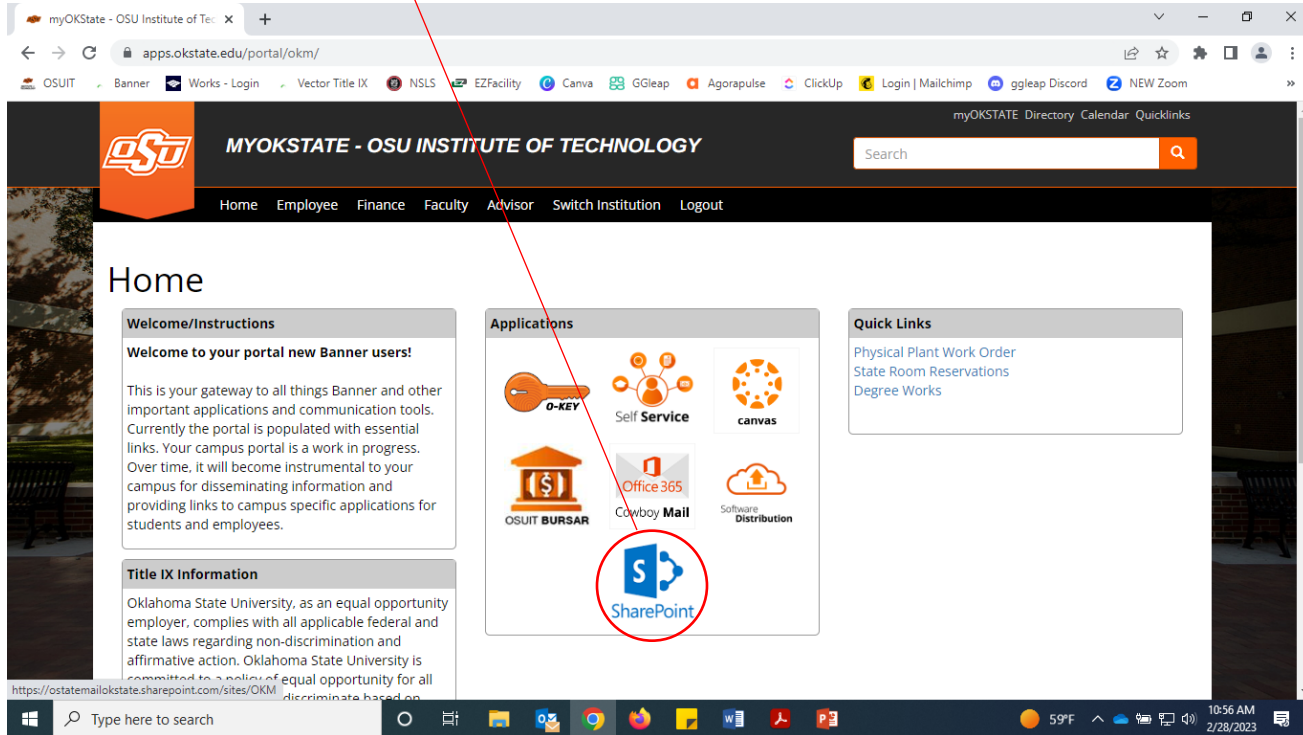 myOKState - OSU Institute of Tec
apps.okstate.edu/portal/okm/
OSUIT Banner Works - Login Vector Title IX NSLS EZFacility Canva GGleap Agorapulse ClickUp Login | Mailchimp ggleap Discord NEW Zoom »
myOKSTATE Directory Calendar Quicklinks
OSU
MYOKSTATE - OSU INSTITUTE OF TECHNOLOGY
Search
Home Employee Finance Faculty Advisor Switch Institution Logout
Home
Welcome/Instructions
Welcome to your portal new Banner users!
This is your gateway to all things Banner and other
important applications and communication tools.
Currently the portal is populated with essential
links. Your campus portal is a work in progress.
Over time, it will become instrumental to your
campus for disseminating information and
providing links to campus specific applications for
students and employees.
Title IX Information
Oklahoma State University, as an equal opportunity
employer, complies with all applicable federal and
state laws regarding non-discrimination and
affirmative action. Oklahoma State University is
committed to a policy of equal opportunity for all
discriminate based on
Applications
O-KEY
Self Service
canvas
OSUIT BURSAR
Office 365
Cowboy Mail
Software
Distribution
S
SharePoint
Quick Links
Physical Plant Work Order
State Room Reservations
Degree Works
https://ostatemailokstate.sharepoint.com/sites/OKM
Type here to search
59°F
10:56 AM
2/28/2023